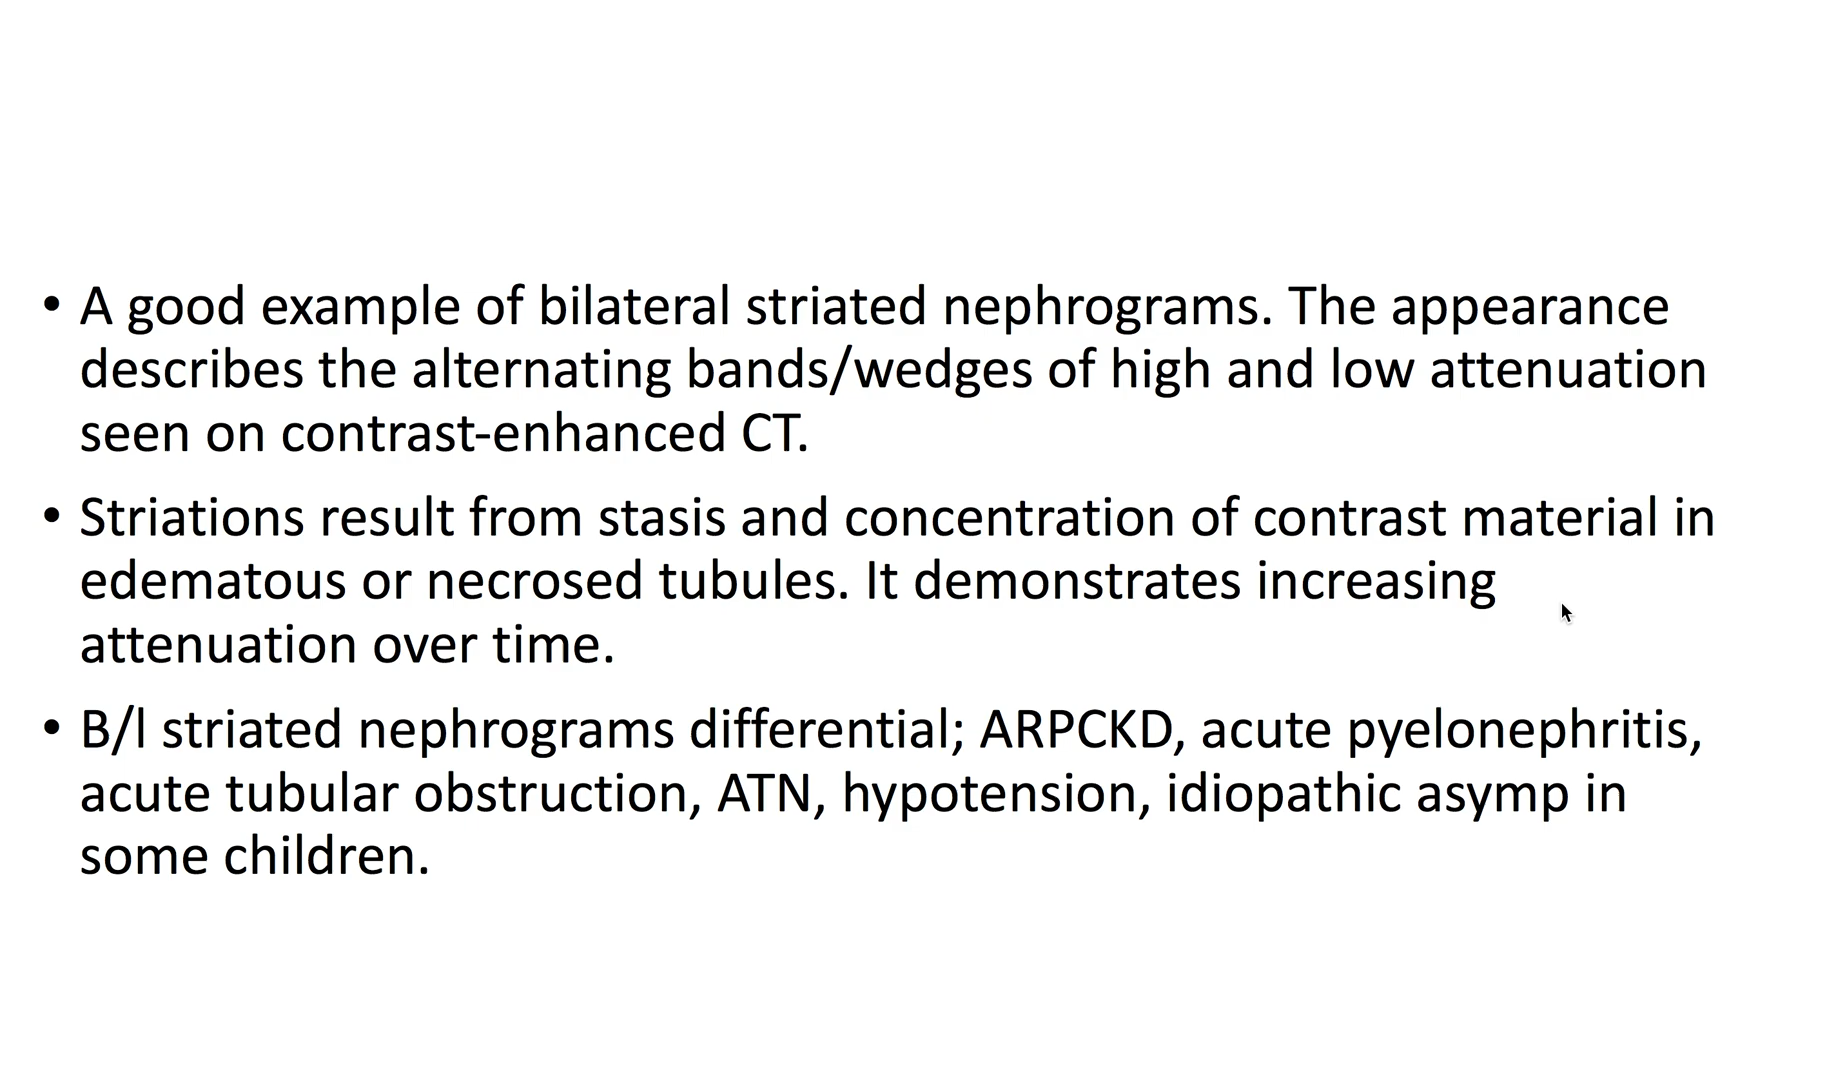 • A good example of bilateral striated nephrograms. The appearance
describes the alternating bands/wedges of high and low attenuation
seen on contrast-enhanced CT.
• Striations result from stasis and concentration of contrast material in
edematous or necrosed tubules. It demonstrates increasing
attenuation over time.
• B/l striated nephrograms differential; ARPCKD, acute pyelonephritis,
acute tubular obstruction, ATN, hypotension, idiopathic asymp in
some children.